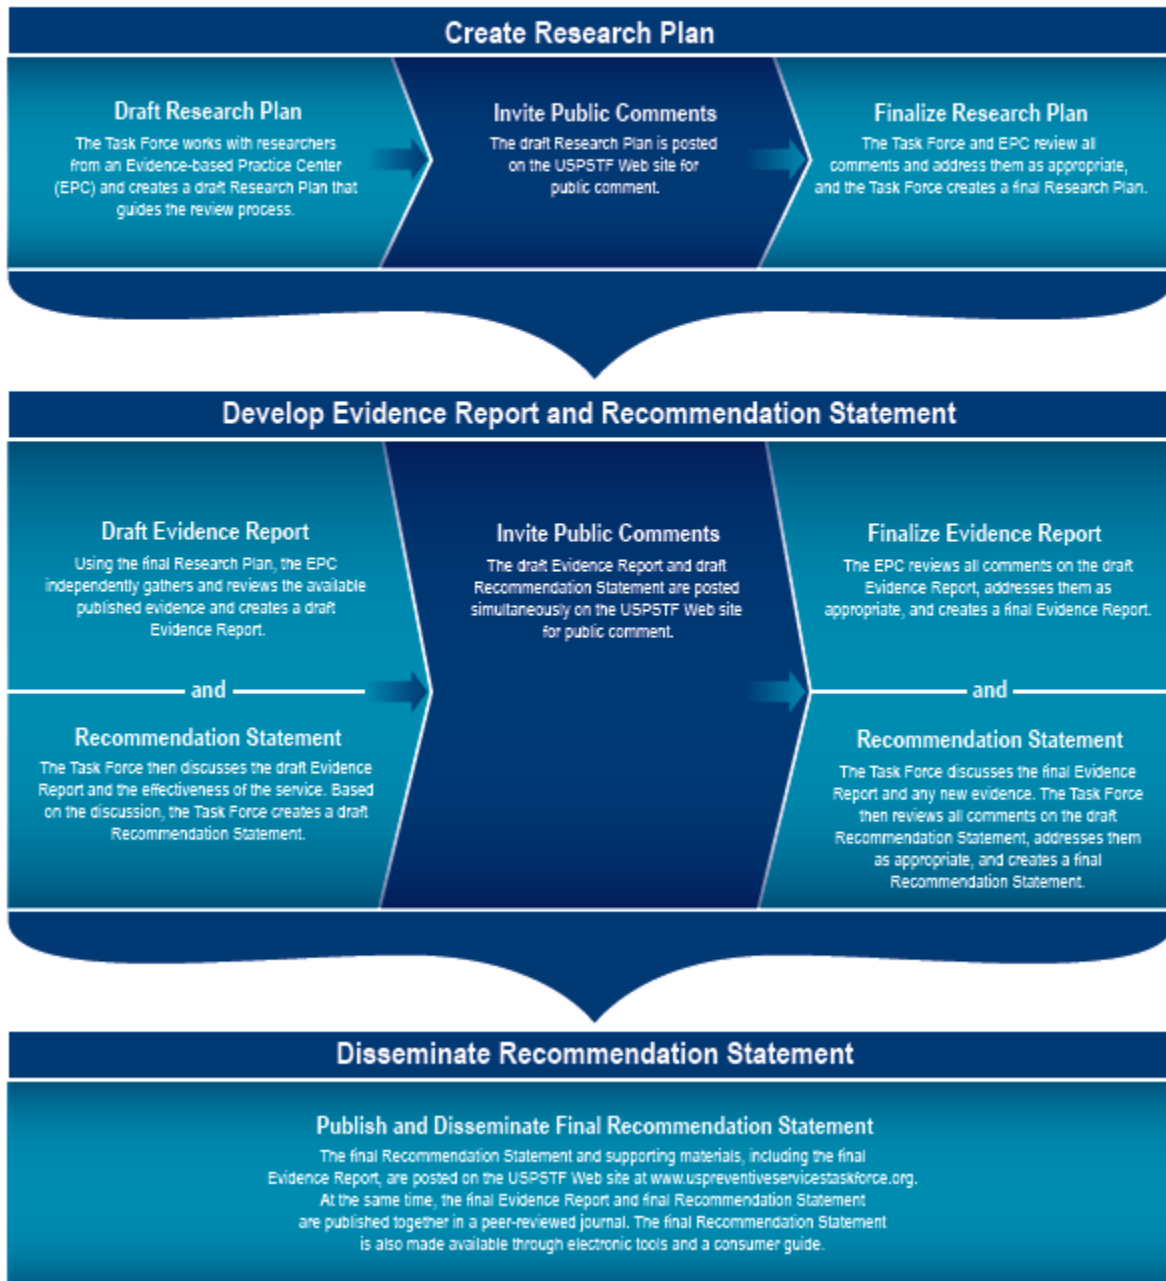 Create Research Plan
Draft Research Plan
The Task Force works with researchers
from an Evidence-based Practice Center
(EPC) and creates a draft Research Plan that
guides the review process.
Invite Public Comments
The draft Research Plan is posted
on the USPSTF Web site for
public comment.
Finalize Research Plan
The Task Force and EPC review all
comments and address them as appropriate,
and the Task Force creates a final Research Plan.
Develop Evidence Report and Recommendation Statement
Draft Evidence Report
Using the final Research Plan, the EPC
independently gathers and reviews the available
published evidence and creates a draft
Evidence Report.
and
Recommendation Statement
The Task Force then discusses the draft Evidence
Report and the effectiveness of the service. Based
on the discussion, the Task Force creates a draft
Recommendation Statement.
Invite Public Comments
The draft Evidence Report and draft
Recommendation Statement are posted
simultaneously on the USPSTF Web site
for public comment.
Finalize Evidence Report
The EPC reviews all comments on the draft
Evidence Report, addresses them as
appropriate, and creates a final Evidence Report.
and
Recommendation Statement
The Task Force discusses the final Evidence
Report and any new evidence. The Task Force
then reviews all comments on the draft
Recommendation Statement, addresses them
as appropriate, and creates a final
Recommendation Statement.
Disseminate Recommendation Statement
Publish and Disseminate Final Recommendation Statement
The final Recommendation Statement and supporting materials, including the final
Evidence Report, are posted on the USPSTF Web site at www.uspreventiveservicestaskforce.org.
At the same time, the final Evidence Report and final Recommendation Statement
are published together in a peer-reviewed journal. The final Recommendation Statement
is also made available through electronic tools and a consumer guide.